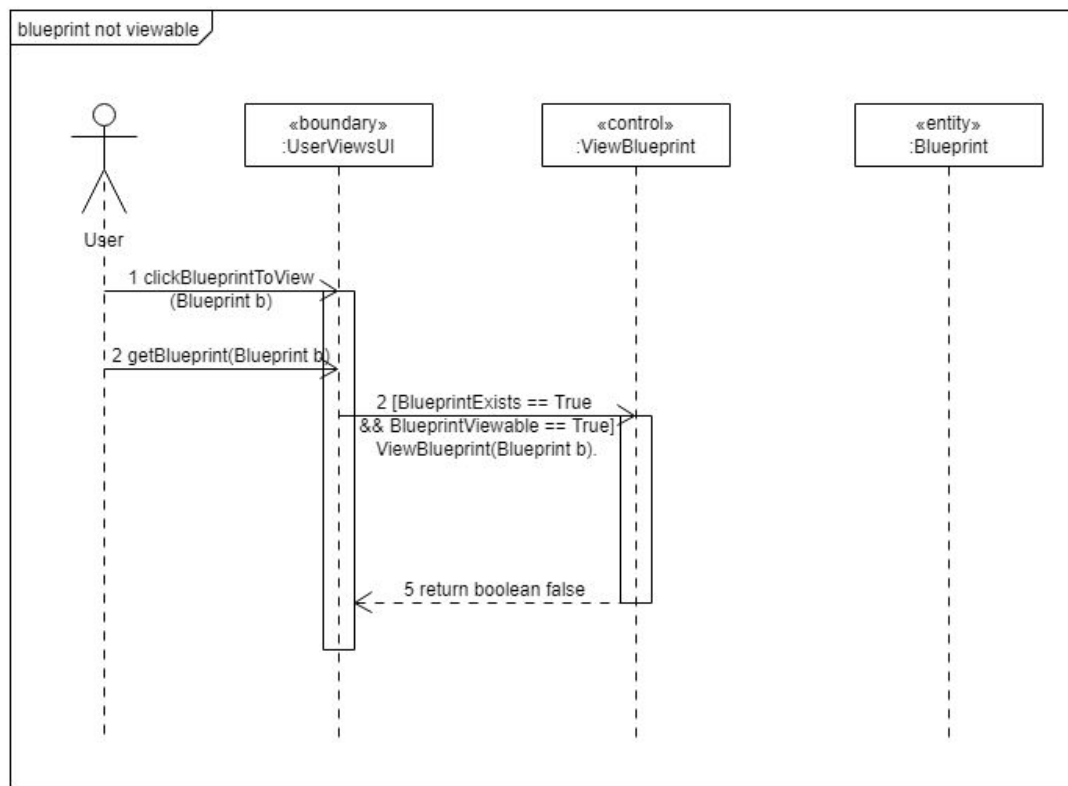 blueprint not viewable
«boundary»
:UserViewsUI
«control»
:ViewBlueprint
«entity»
:Blueprint
User
1 clickBlueprintToView
(Blueprint b)
2 getBlueprint(Blueprint b)
2 [BlueprintExists == True
&& BlueprintViewable == True]
ViewBlueprint(Blueprint b).
5 return boolean false